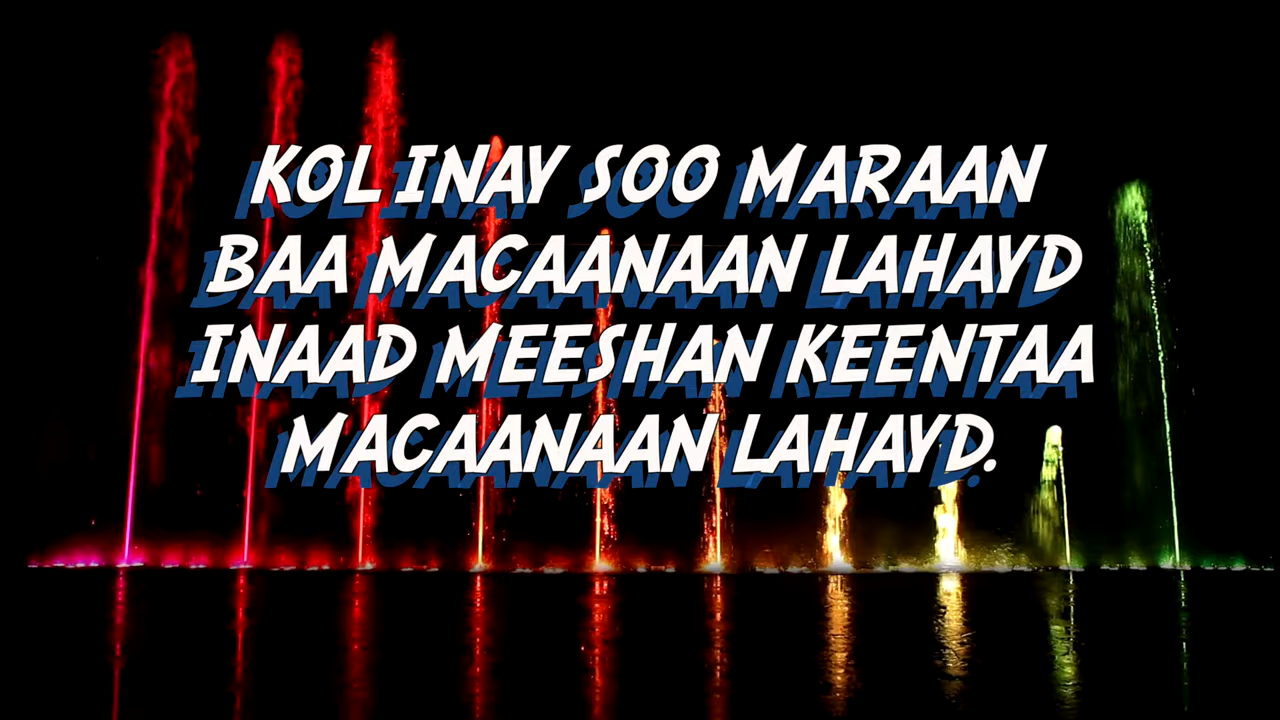 KOL INAY SOO MARAAN
BAA MACAANAAN LAHAYD
INAAD MEESHAN KEENTAA
MACAANAAN LAHAYD.